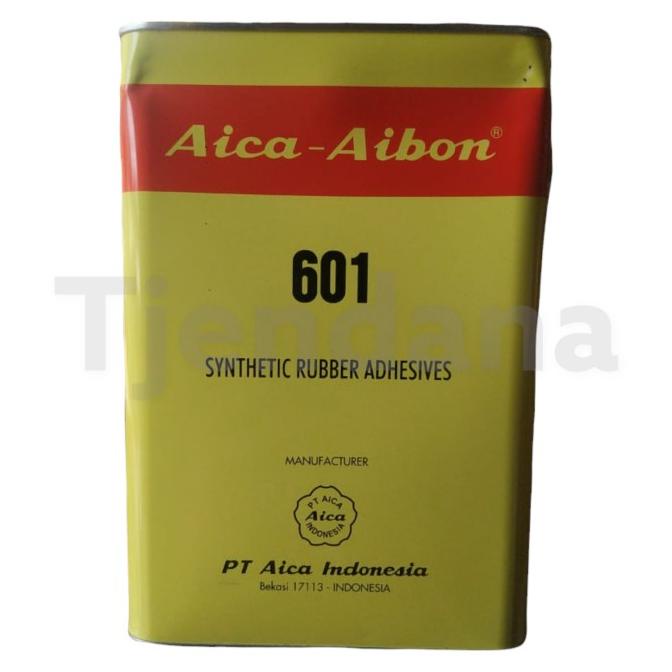 Aica-Aibon®
601
Tjendana
SYNTHETIC RUBBER ADHESIVES
MANUFACTURER
PT AICA
Aica
INDONESIA
PT Aica Indonesia
Bekasi 17113 - INDONESIA